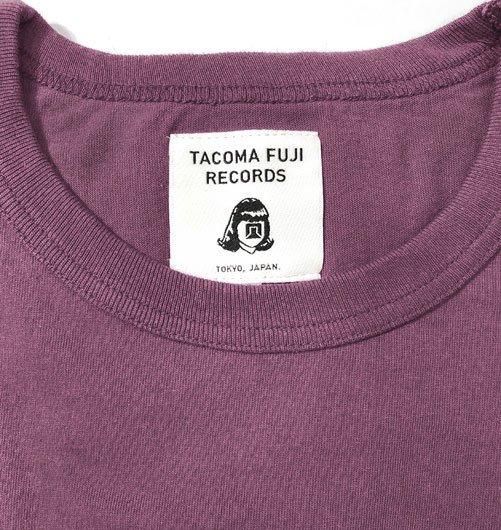 TACOMA FUJI
RECORDS
TOKYO, JAPAN.